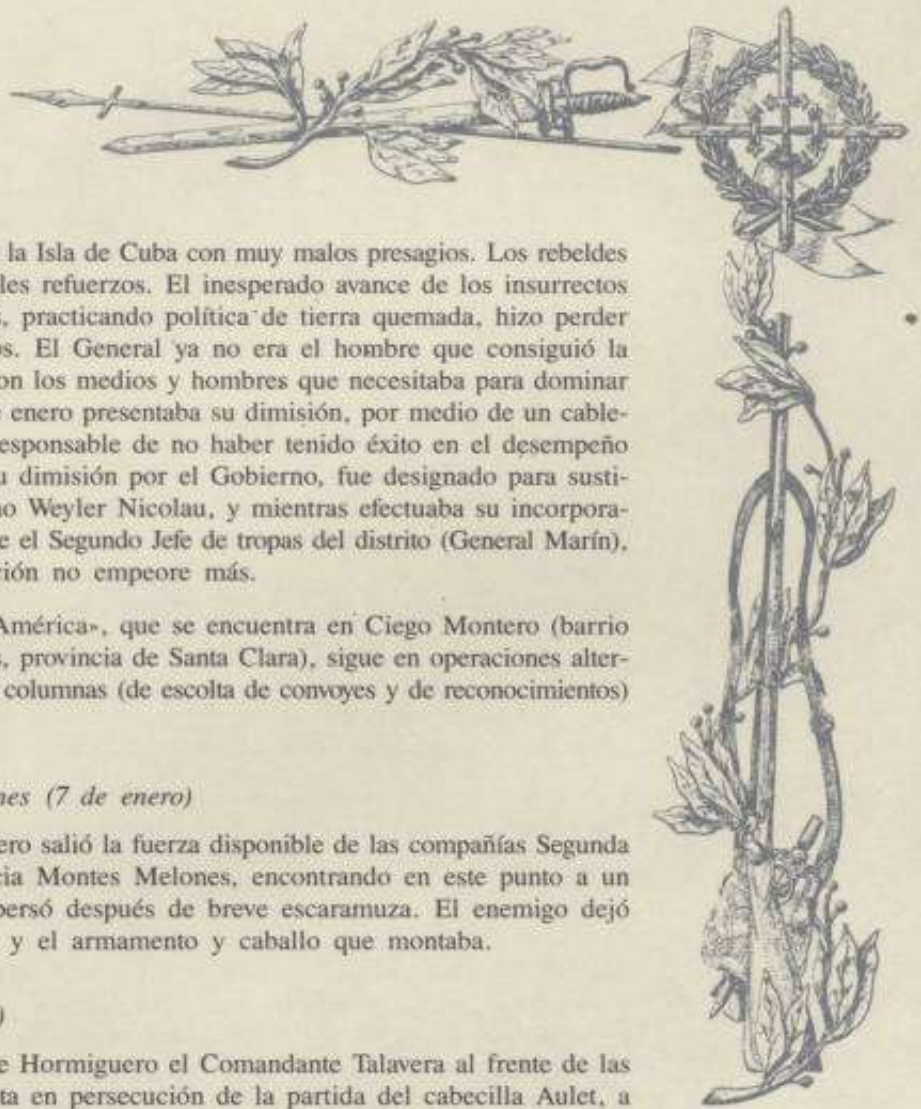 la Isla de Cuba con muy malos presagios. Los rebeldes
les refuerzos. El inesperado avance de los insurrectos
s, practicando política de tierra quemada, hizo perder
os. El General ya no era el hombre que consiguió la
on los medios y hombres que necesitaba para dominar
e enero presentaba su dimisión, por medio de un cable-
esponsable de no haber tenido éxito en el desempeño
u dimisión por el Gobierno, fue designado para susti-
no Weyler Nicolau, y mientras efectuaba su incorpora-
e el Segundo Jefe de tropas del distrito (General Marín),
ción no empeore más.
América», que se encuentra en Ciego Montero (barrio
s, provincia de Santa Clara), sigue en operaciones alter-
columnas (de escolta de convoyes y de reconocimientos)
nes (7 de enero)
ero salió la fuerza disponible de las compañías Segunda
cia Montes Melones, encontrando en este punto a un
persó después de breve escaramuza. El enemigo dejó
y el armamento y caballo que montaba.
)
e Hormiguero el Comandante Talavera al frente de las
ta en persecución de la partida del cabecilla Aulet, a